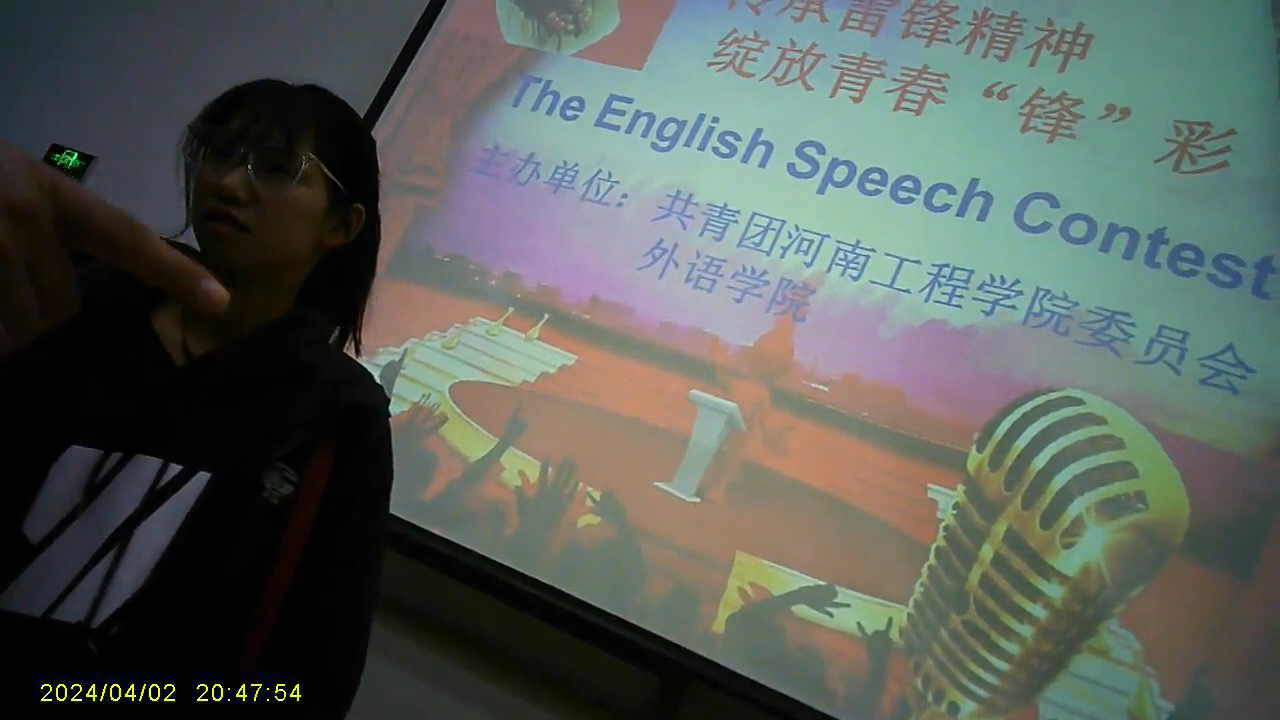 传承雷锋精神
绽放青春“锋”彩
The English Speech Contest
主办单位：共青团河南工程学院委员会
外语学院
2024/04/02 20:47:54